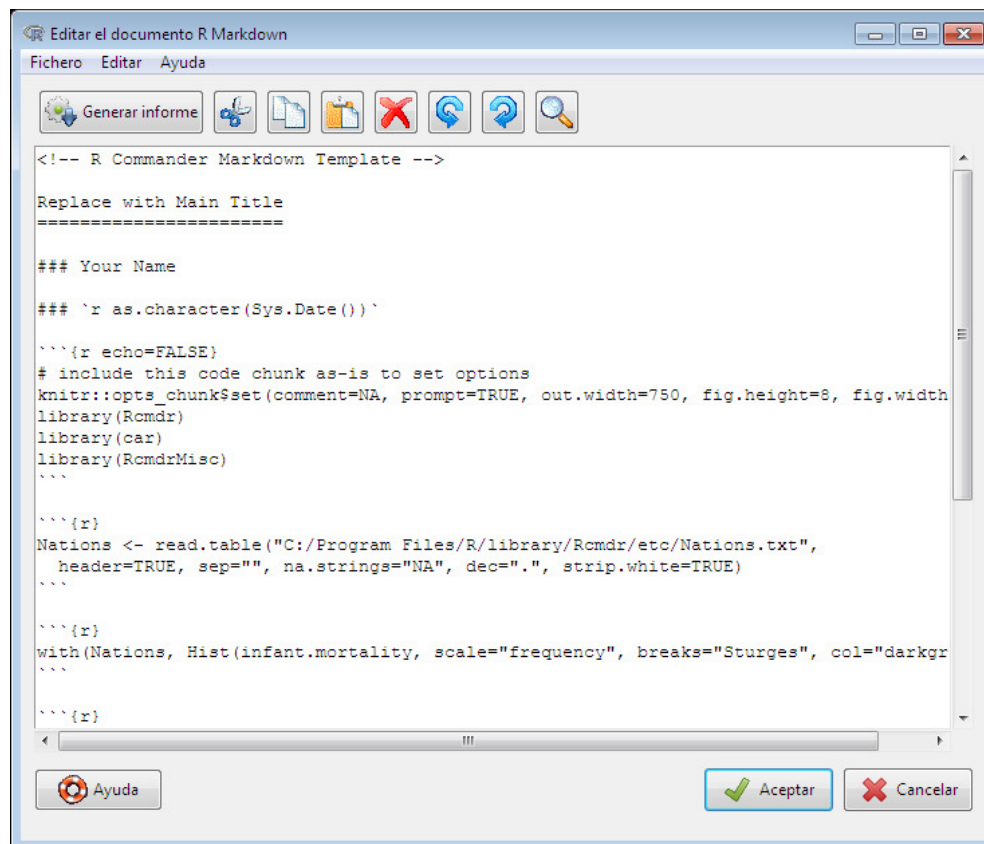 Editar el documento R Markdown
Fichero Editar Ayuda
Generar informe
<!-- R Commander Markdown Template -->
Replace with Main Title
=======================
### Your Name
### `r as.character(Sys.Date())`
```{r echo=FALSE}
# include this code chunk as-is to set options
knitr::opts_chunk$set(comment=NA, prompt=TRUE, out.width=750, fig.height=8, fig.width
library(Rcmdr)
library(car)
library(RcmdrMisc)
```
```{r}
Nations <- read.table("C:/Program Files/R/library/Rcmdr/etc/Nations.txt",
  header=TRUE, sep="", na.strings="NA", dec=".", strip.white=TRUE)
```
```{r}
with(Nations, Hist(infant.mortality, scale="frequency", breaks="Sturges", col="darkgr
```
```{r}
Ayuda Aceptar Cancelar